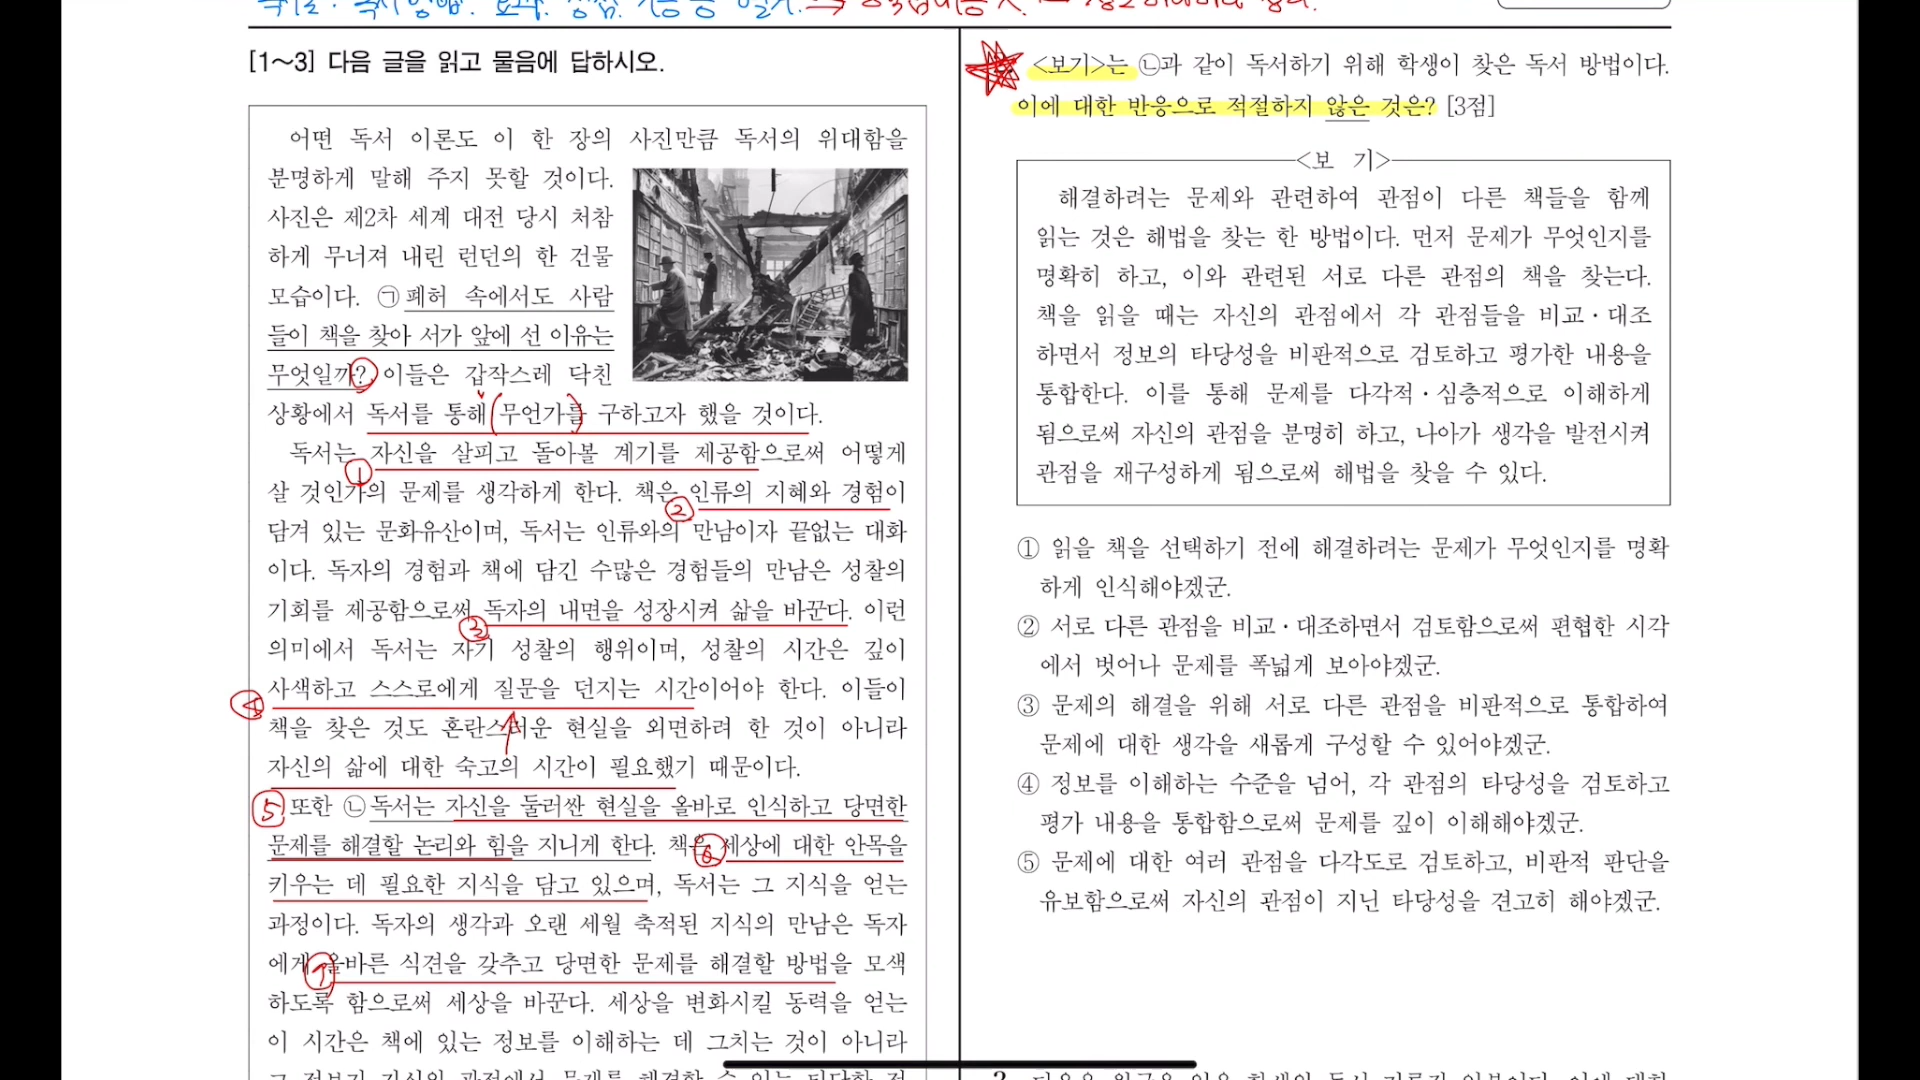 [1～3] 다음 글을 읽고 물음에 답하시오.
어떤 독서 이론도 이 한 장의 사진만큼 독서의 위대함을
분명하게 말해 주지 못할 것이다.
사진은 제2차 세계 대전 당시 처참
하게 무너져 내린 런던의 한 건물
모습이다. ㉠폐허 속에서도 사람
들이 책을 찾아 서가 앞에 선 이유는
무엇일까? 이들은 갑작스레 닥친
상황에서 독서를 통해 무언가를 구하고자 했을 것이다.
독서는 자신을 살피고 돌아볼 계기를 제공함으로써 어떻게
①
살 것인가의 문제를 생각하게 한다. 책은 인류의 지혜와 경험이
②
담겨 있는 문화유산이며, 독서는 인류와의 만남이자 끝없는 대화
이다. 독자의 경험과 책에 담긴 수많은 경험들의 만남은 성찰의
기회를 제공함으로써 독자의 내면을 성장시켜 삶을 바꾼다. 이런
③
의미에서 독서는 자기 성찰의 행위이며, 성찰의 시간은 깊이
④ 사색하고 스스로에게 질문을 던지는 시간이어야 한다. 이들이
책을 찾은 것도 혼란스러운 현실을 외면하려 한 것이 아니라
자신의 삶에 대한 숙고의 시간이 필요했기 때문이다.
⑤ 또한 ㉡독서는 자신을 둘러싼 현실을 올바로 인식하고 당면한
문제를 해결할 논리와 힘을 지니게 한다. 책은 ⑥ 세상에 대한 안목을
키우는 데 필요한 지식을 담고 있으며, 독서는 그 지식을 얻는
과정이다. 독자의 생각과 오랜 세월 축적된 지식의 만남은 독자
에게 ⑦ 올바른 식견을 갖추고 당면한 문제를 해결할 방법을 모색
하도록 함으로써 세상을 바꾼다. 세상을 변화시킬 동력을 얻는
이 시간은 책에 있는 정보를 이해하는 데 그치는 것이 아니라
<보기>는 ㉡과 같이 독서하기 위해 학생이 찾은 독서 방법이다.
이에 대한 반응으로 적절하지 않은 것은? [3점]
<보 기>
해결하려는 문제와 관련하여 관점이 다른 책들을 함께
읽는 것은 해법을 찾는 한 방법이다. 먼저 문제가 무엇인지를
명확히 하고, 이와 관련된 서로 다른 관점의 책을 찾는다.
책을 읽을 때는 자신의 관점에서 각 관점들을 비교·대조
하면서 정보의 타당성을 비판적으로 검토하고 평가한 내용을
통합한다. 이를 통해 문제를 다각적·심층적으로 이해하게
됨으로써 자신의 관점을 분명히 하고, 나아가 생각을 발전시켜
관점을 재구성하게 됨으로써 해법을 찾을 수 있다.
① 읽을 책을 선택하기 전에 해결하려는 문제가 무엇인지를 명확
하게 인식해야겠군.
② 서로 다른 관점을 비교·대조하면서 검토함으로써 편협한 시각
에서 벗어나 문제를 폭넓게 보아야겠군.
③ 문제의 해결을 위해 서로 다른 관점을 비판적으로 통합하여
문제에 대한 생각을 새롭게 구성할 수 있어야겠군.
④ 정보를 이해하는 수준을 넘어, 각 관점의 타당성을 검토하고
평가 내용을 통합함으로써 문제를 깊이 이해해야겠군.
⑤ 문제에 대한 여러 관점을 다각도로 검토하고, 비판적 판단을
유보함으로써 자신의 관점이 지닌 타당성을 견고히 해야겠군.